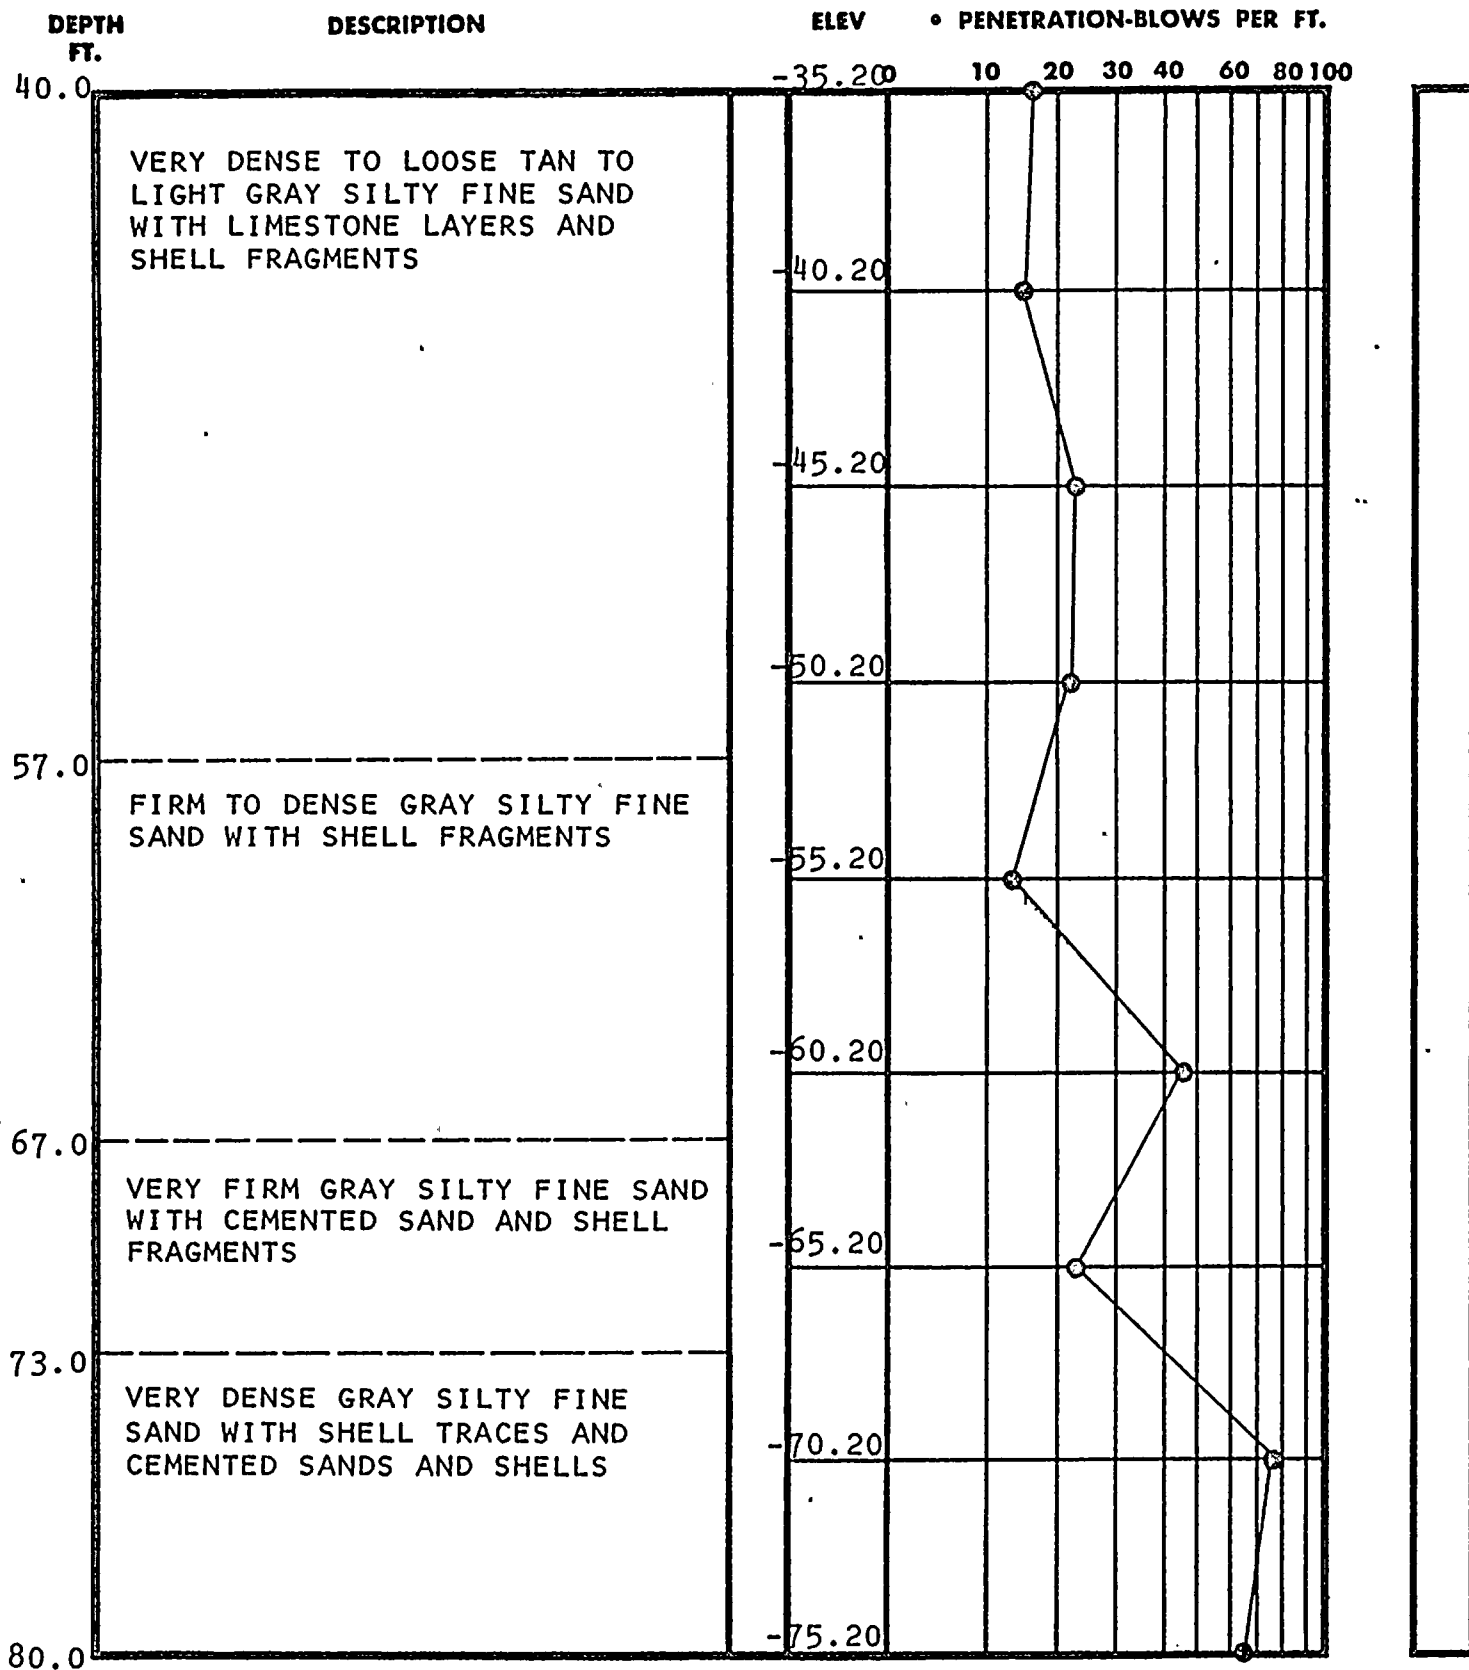 DEPTH FT. DESCRIPTION ELEV • PENETRATION-BLOWS PER FT.
40.0 -35.20 0 10 20 30 40 60 80 100
VERY DENSE TO LOOSE TAN TO
LIGHT GRAY SILTY FINE SAND
WITH LIMESTONE LAYERS AND
SHELL FRAGMENTS
-40.20
-45.20
-50.20
57.0
FIRM TO DENSE GRAY SILTY FINE
SAND WITH SHELL FRAGMENTS
-55.20
-60.20
67.0
VERY FIRM GRAY SILTY FINE SAND
WITH CEMENTED SAND AND SHELL
FRAGMENTS
-65.20
73.0
VERY DENSE GRAY SILTY FINE
SAND WITH SHELL TRACES AND
CEMENTED SANDS AND SHELLS
-70.20
80.0 -75.20